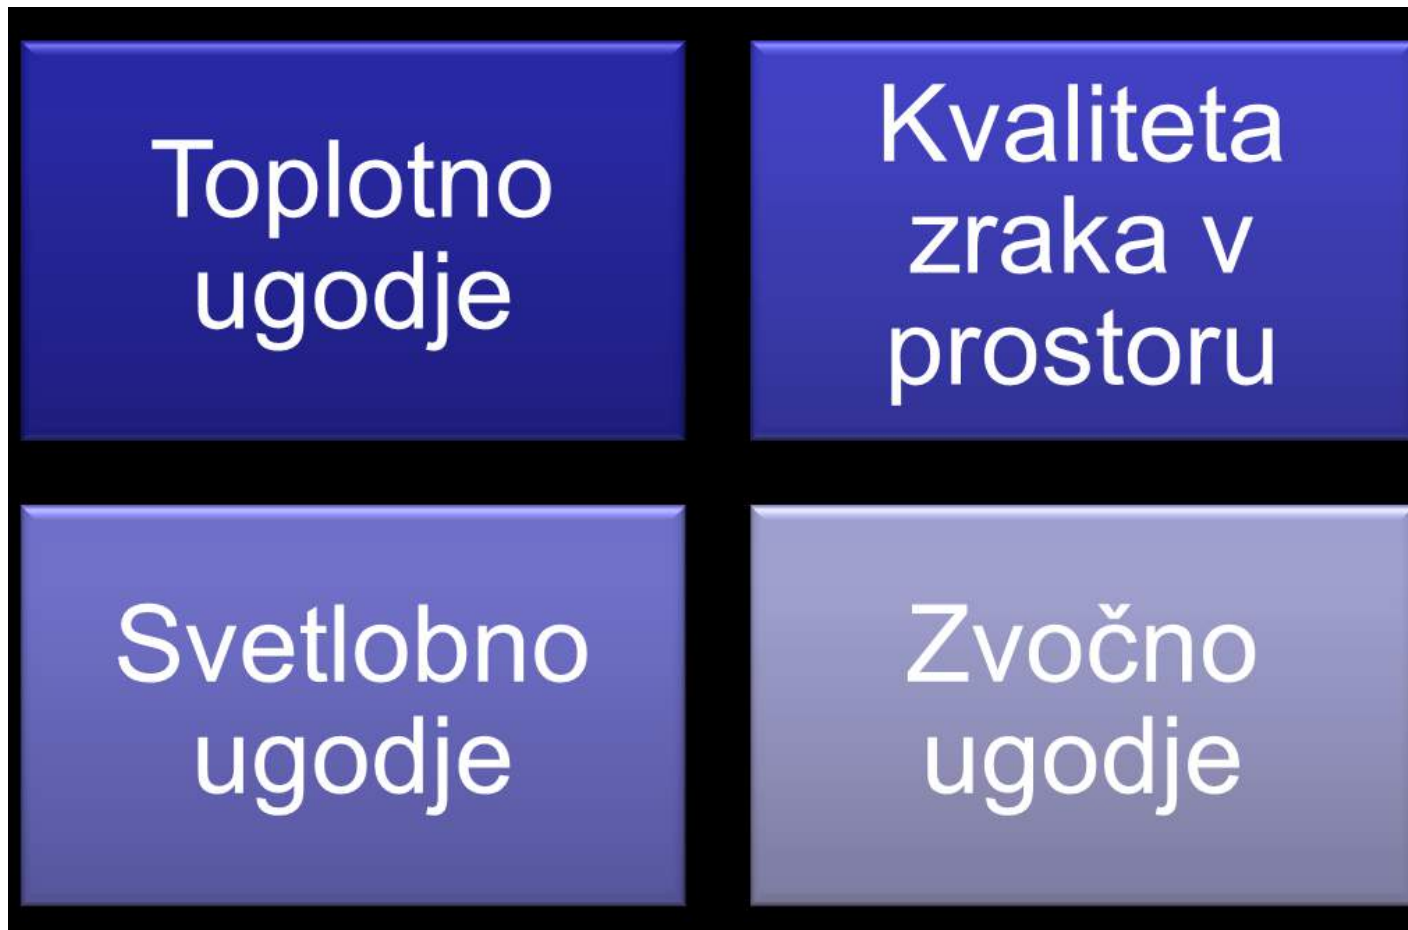 Toplotno
ugodje
Kvaliteta
zraka v
prostoru
Svetlobno
ugodje
Zvočno
ugodje